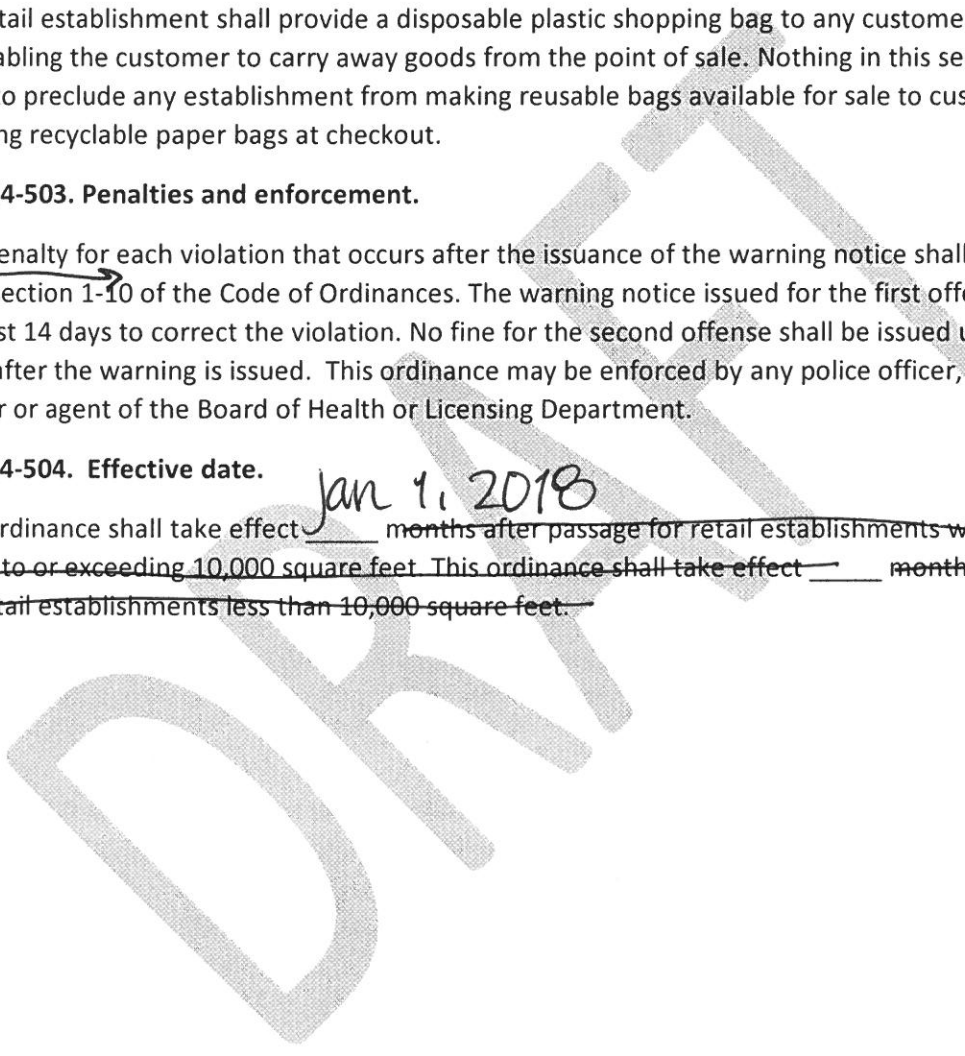 tail establishment shall provide a disposable plastic shopping bag to any custome
abling the customer to carry away goods from the point of sale. Nothing in this se
to preclude any establishment from making reusable bags available for sale to cus
ng recyclable paper bags at checkout.
4-503. Penalties and enforcement.
enalty for each violation that occurs after the issuance of the warning notice shall
ection 1-10 of the Code of Ordinances. The warning notice issued for the first offe
st 14 days to correct the violation. No fine for the second offense shall be issued u
after the warning is issued. This ordinance may be enforced by any police officer,
r or agent of the Board of Health or Licensing Department.
4-504. Effective date.
Jan 1, 2018
rdinance shall take effect _____ months after passage for retail establishments w
to or exceeding 10,000 square feet. This ordinance shall take effect _____ month
tail establishments less than 10,000 square feet.
DRAFT